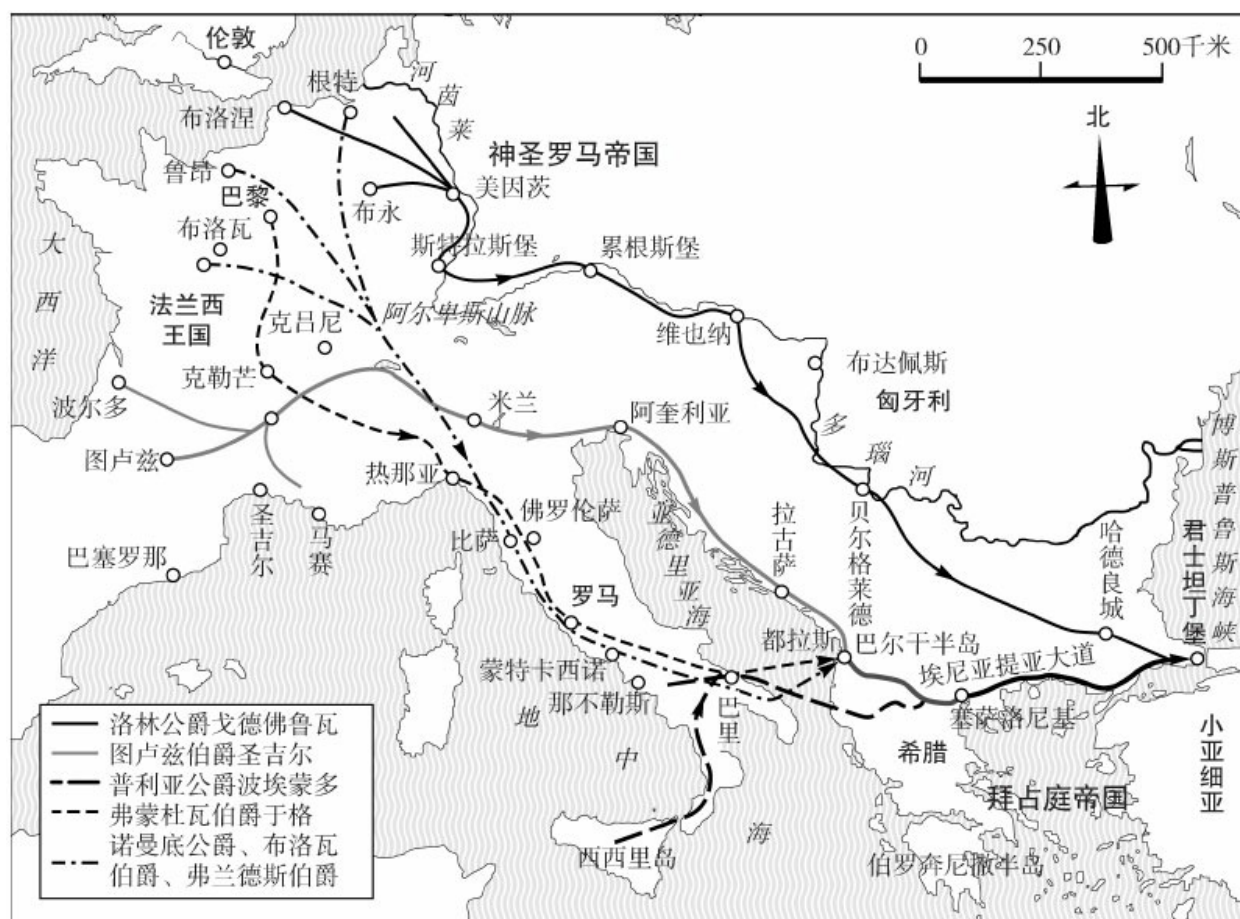 伦敦
0 250 500千米
北
根特
河
茵
莱
布洛涅
神圣罗马帝国
鲁昂
巴黎
美因茨
布永
布洛瓦
大
西
洋
斯特拉斯堡
累根斯堡
法兰西
王国
克吕尼
阿尔卑斯山脉
维也纳
布达佩斯
克勒芒
匈牙利
波尔多
米兰
阿奎利亚
多
瑙
河
博斯普鲁斯海峡
图卢兹
热那亚
圣吉尔
马赛
佛罗伦萨
比萨
亚德里亚海
拉古萨
贝尔格莱德
哈德良城
君士坦丁堡
巴塞罗那
罗马
都拉斯
巴尔干半岛
埃尼亚提亚大道
蒙特卡西诺
那不勒斯
巴里
塞萨洛尼基
地
中
海
希腊
小亚细亚
拜占庭帝国
西西里岛
伯罗奔尼撒半岛
洛林公爵戈德佛鲁瓦
图卢兹伯爵圣吉尔
普利亚公爵波埃蒙多
弗蒙杜瓦伯爵于格
诺曼底公爵、布洛瓦
伯爵、弗兰德斯伯爵